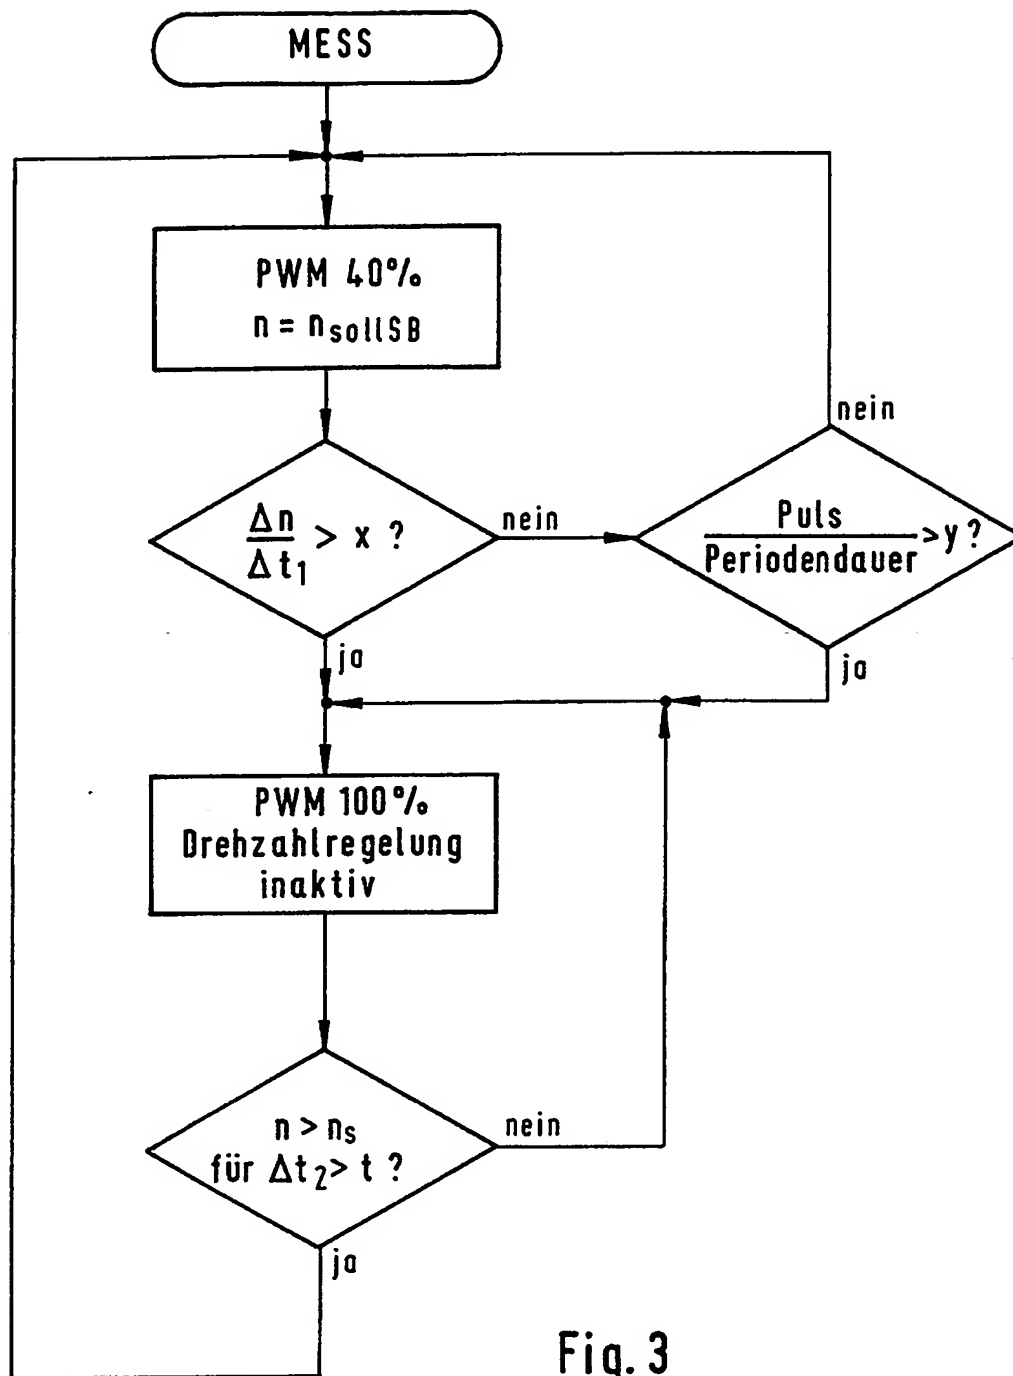 MESS
PWM 40%
n = nsollSB
nein
Δn
Δt1
> x ?
nein
Puls
Periodendauer
>y ?
ja
ja
PWM 100%
Drehzahlregelung
inaktiv
n > ns
für Δt2> t ?
nein
ja
Fig. 3